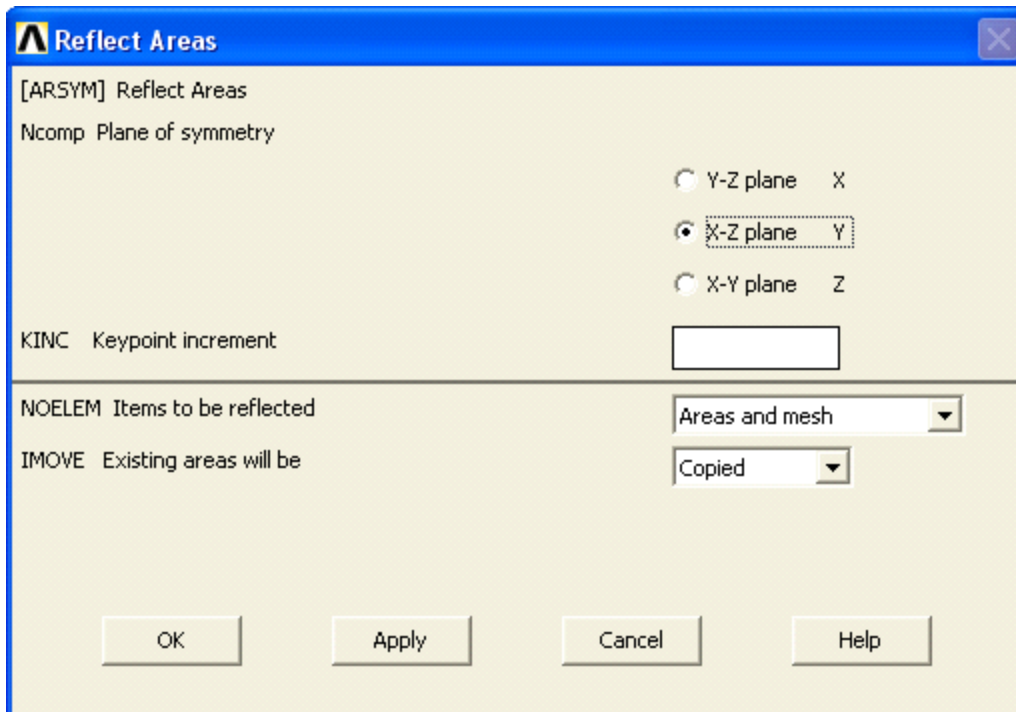 Reflect Areas
[ARSYM] Reflect Areas
Ncomp Plane of symmetry
Y-Z plane X
X-Z plane Y
X-Y plane Z
KINC Keypoint increment
NOELEM Items to be reflected Areas and mesh
IMOVE Existing areas will be Copied
OK Apply Cancel Help